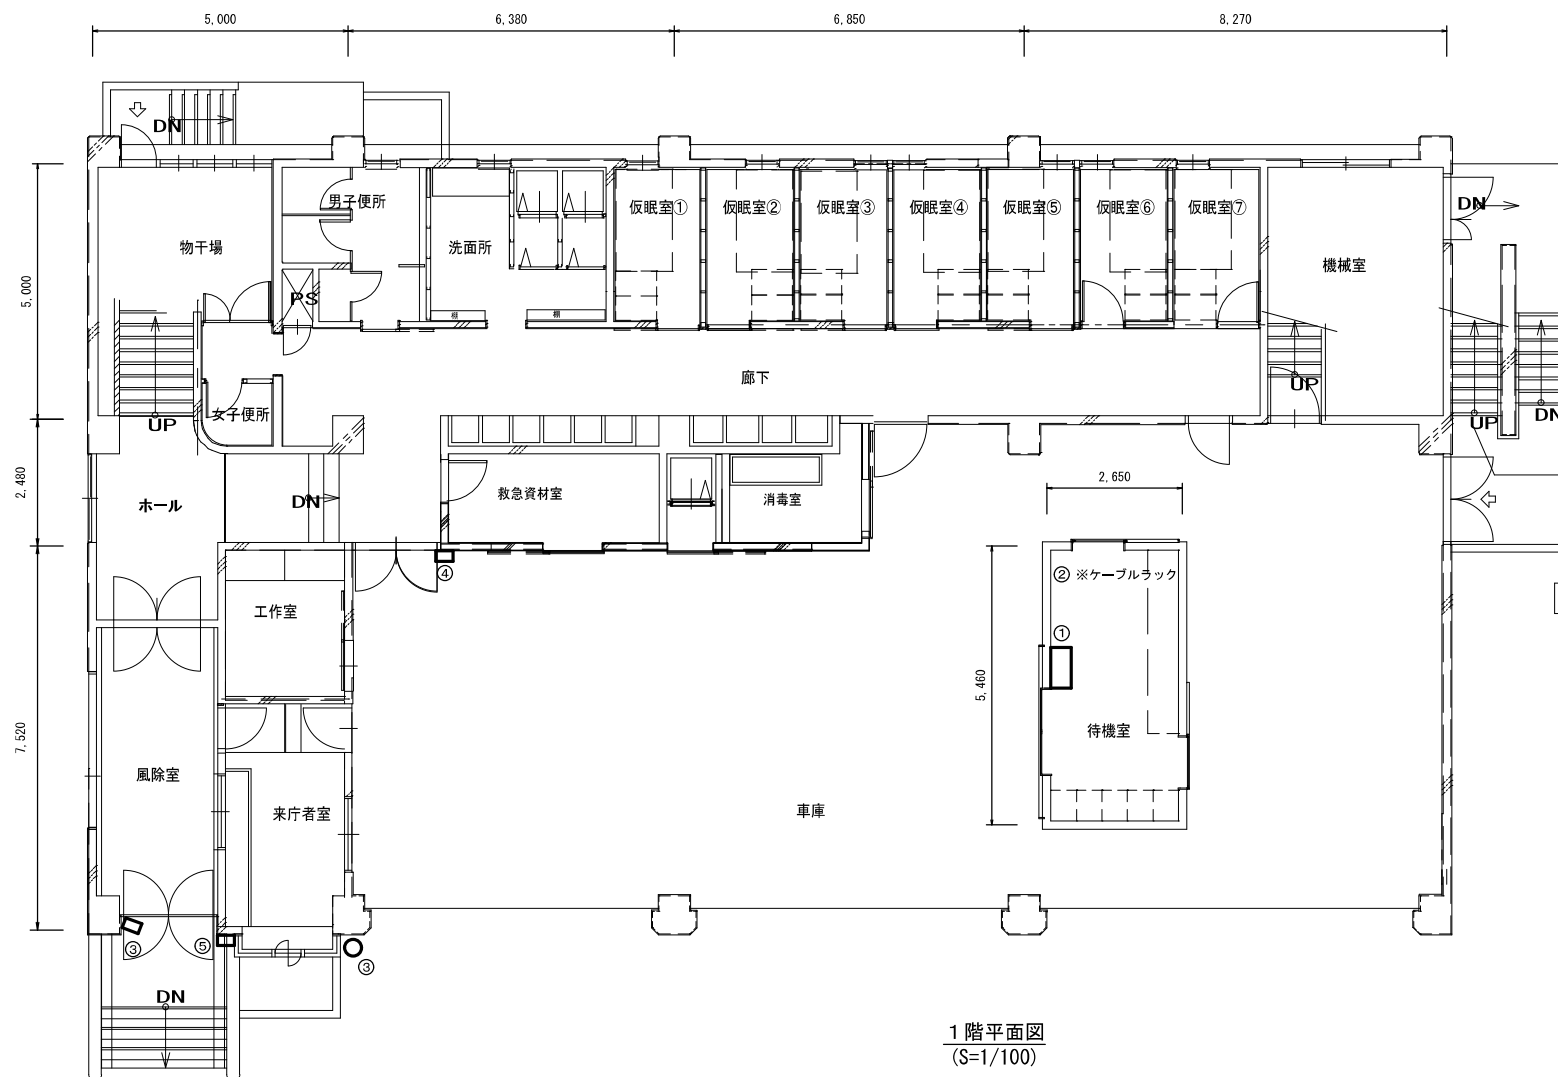 5,000
6,380
6,850
8,270
DN
男子便所
仮眠室①
仮眠室②
仮眠室③
仮眠室④
仮眠室⑤
仮眠室⑥
仮眠室⑦
DN
物干場
洗面所
機械室
5,000
PS
棚
棚
廊下
UP
女子便所
UP
UP
DN
2,480
ホール
DN
救急資材室
消毒室
2,650
④
② ※ケーブルラック
工作室
①
5,460
7,520
待機室
風除室
来庁者室
車庫
③
⑤
③
DN
1階平面図
(S=1/100)